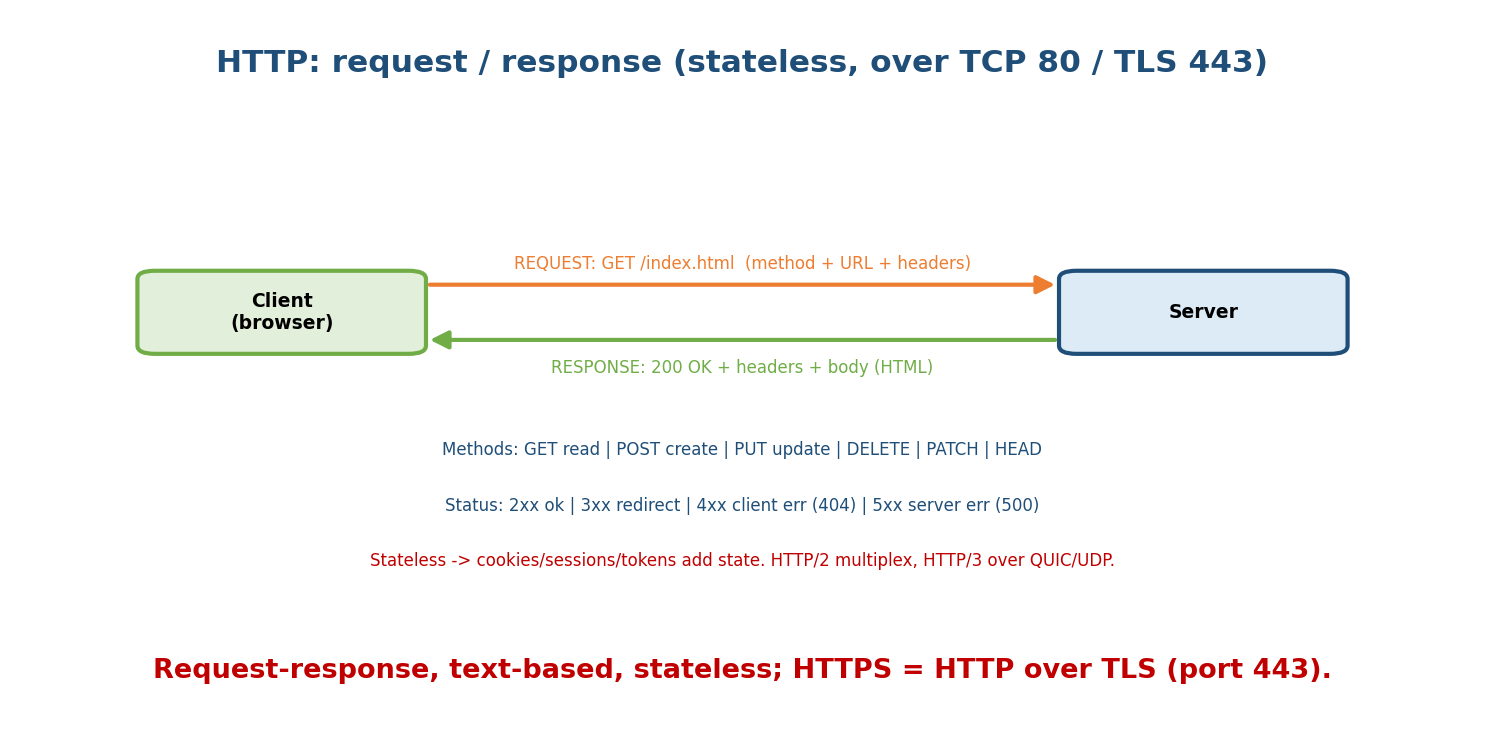 HTTP: request / response (stateless, over TCP 80 / TLS 443)
REQUEST: GET /index.html  (method + URL + headers)
Client
(browser)
Server
RESPONSE: 200 OK + headers + body (HTML)
Methods: GET read | POST create | PUT update | DELETE | PATCH | HEAD
Status: 2xx ok | 3xx redirect | 4xx client err (404) | 5xx server err (500)
Stateless -> cookies/sessions/tokens add state. HTTP/2 multiplex, HTTP/3 over QUIC/UDP.
Request-response, text-based, stateless; HTTPS = HTTP over TLS (port 443).